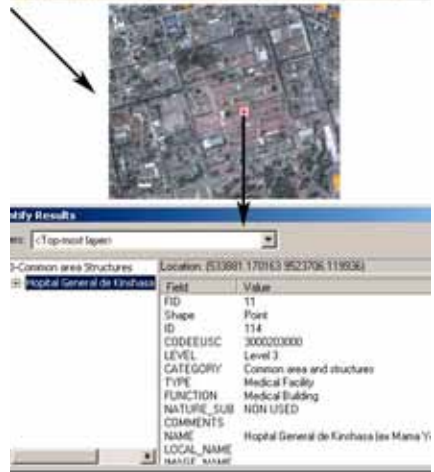 ntify Results
ers: <Top-most layer>
Location: (533881.170163 9523706.119936)
-Common area Structures
Hopital General de Kinshasa
Field Value
FID 11
Shape Point
ID 114
CODEEUSC 3000203000
LEVEL Level 3
CATEGORY Common area and structures
TYPE Medical Facility
FUNCTION Medical Building
NATURE_SUB NON USED
COMMENTS
NAME Hopital General de Kinshasa (ex Mama Y
LOCAL_NAME
IMAGE_NAME